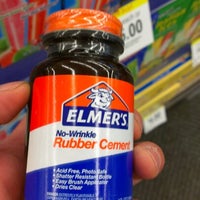 ELMER'S
No-Wrinkle
Rubber Cement
• Acid Free, Photo Safe
• Shatter Resistant Bottle
• Easy Brush Applicator
• Dries Clear